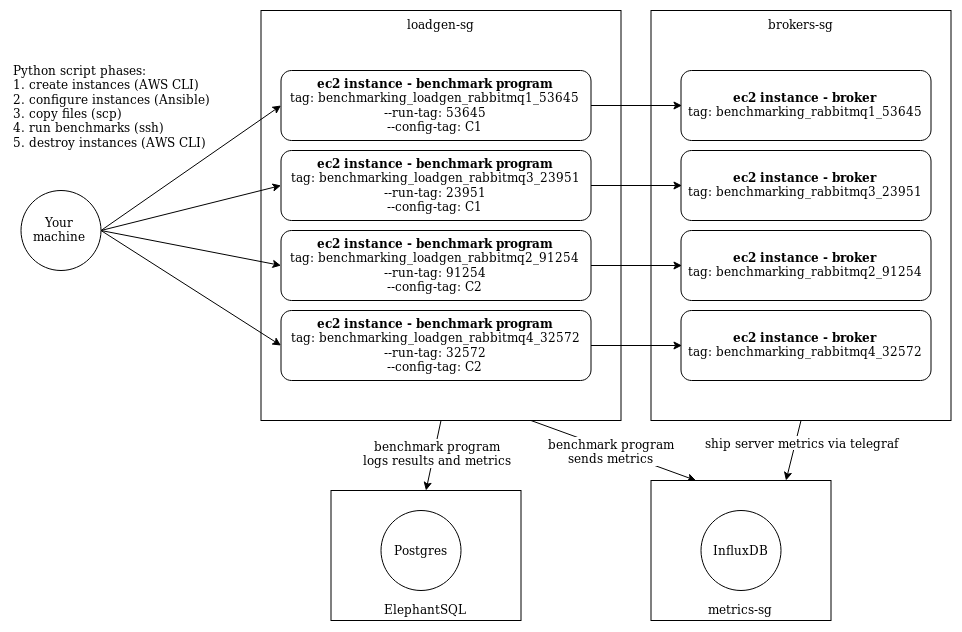 loadgen-sg
brokers-sg
Python script phases:
1. create instances (AWS CLI)
2. configure instances (Ansible)
3. copy files (scp)
4. run benchmarks (ssh)
5. destroy instances (AWS CLI)
Your
machine
ec2 instance - benchmark program
tag: benchmarking_loadgen_rabbitmq1_53645
--run-tag: 53645
--config-tag: C1
ec2 instance - broker
tag: benchmarking_rabbitmq1_53645
ec2 instance - benchmark program
tag: benchmarking_loadgen_rabbitmq3_23951
--run-tag: 23951
--config-tag: C1
ec2 instance - broker
tag: benchmarking_rabbitmq3_23951
ec2 instance - benchmark program
tag: benchmarking_loadgen_rabbitmq2_91254
--run-tag: 91254
--config-tag: C2
ec2 instance - broker
tag: benchmarking_rabbitmq2_91254
ec2 instance - benchmark program
tag: benchmarking_loadgen_rabbitmq4_32572
--run-tag: 32572
--config-tag: C2
ec2 instance - broker
tag: benchmarking_rabbitmq4_32572
benchmark program
logs results and metrics
benchmark program
sends metrics
ship server metrics via telegraf
Postgres
ElephantSQL
InfluxDB
metrics-sg